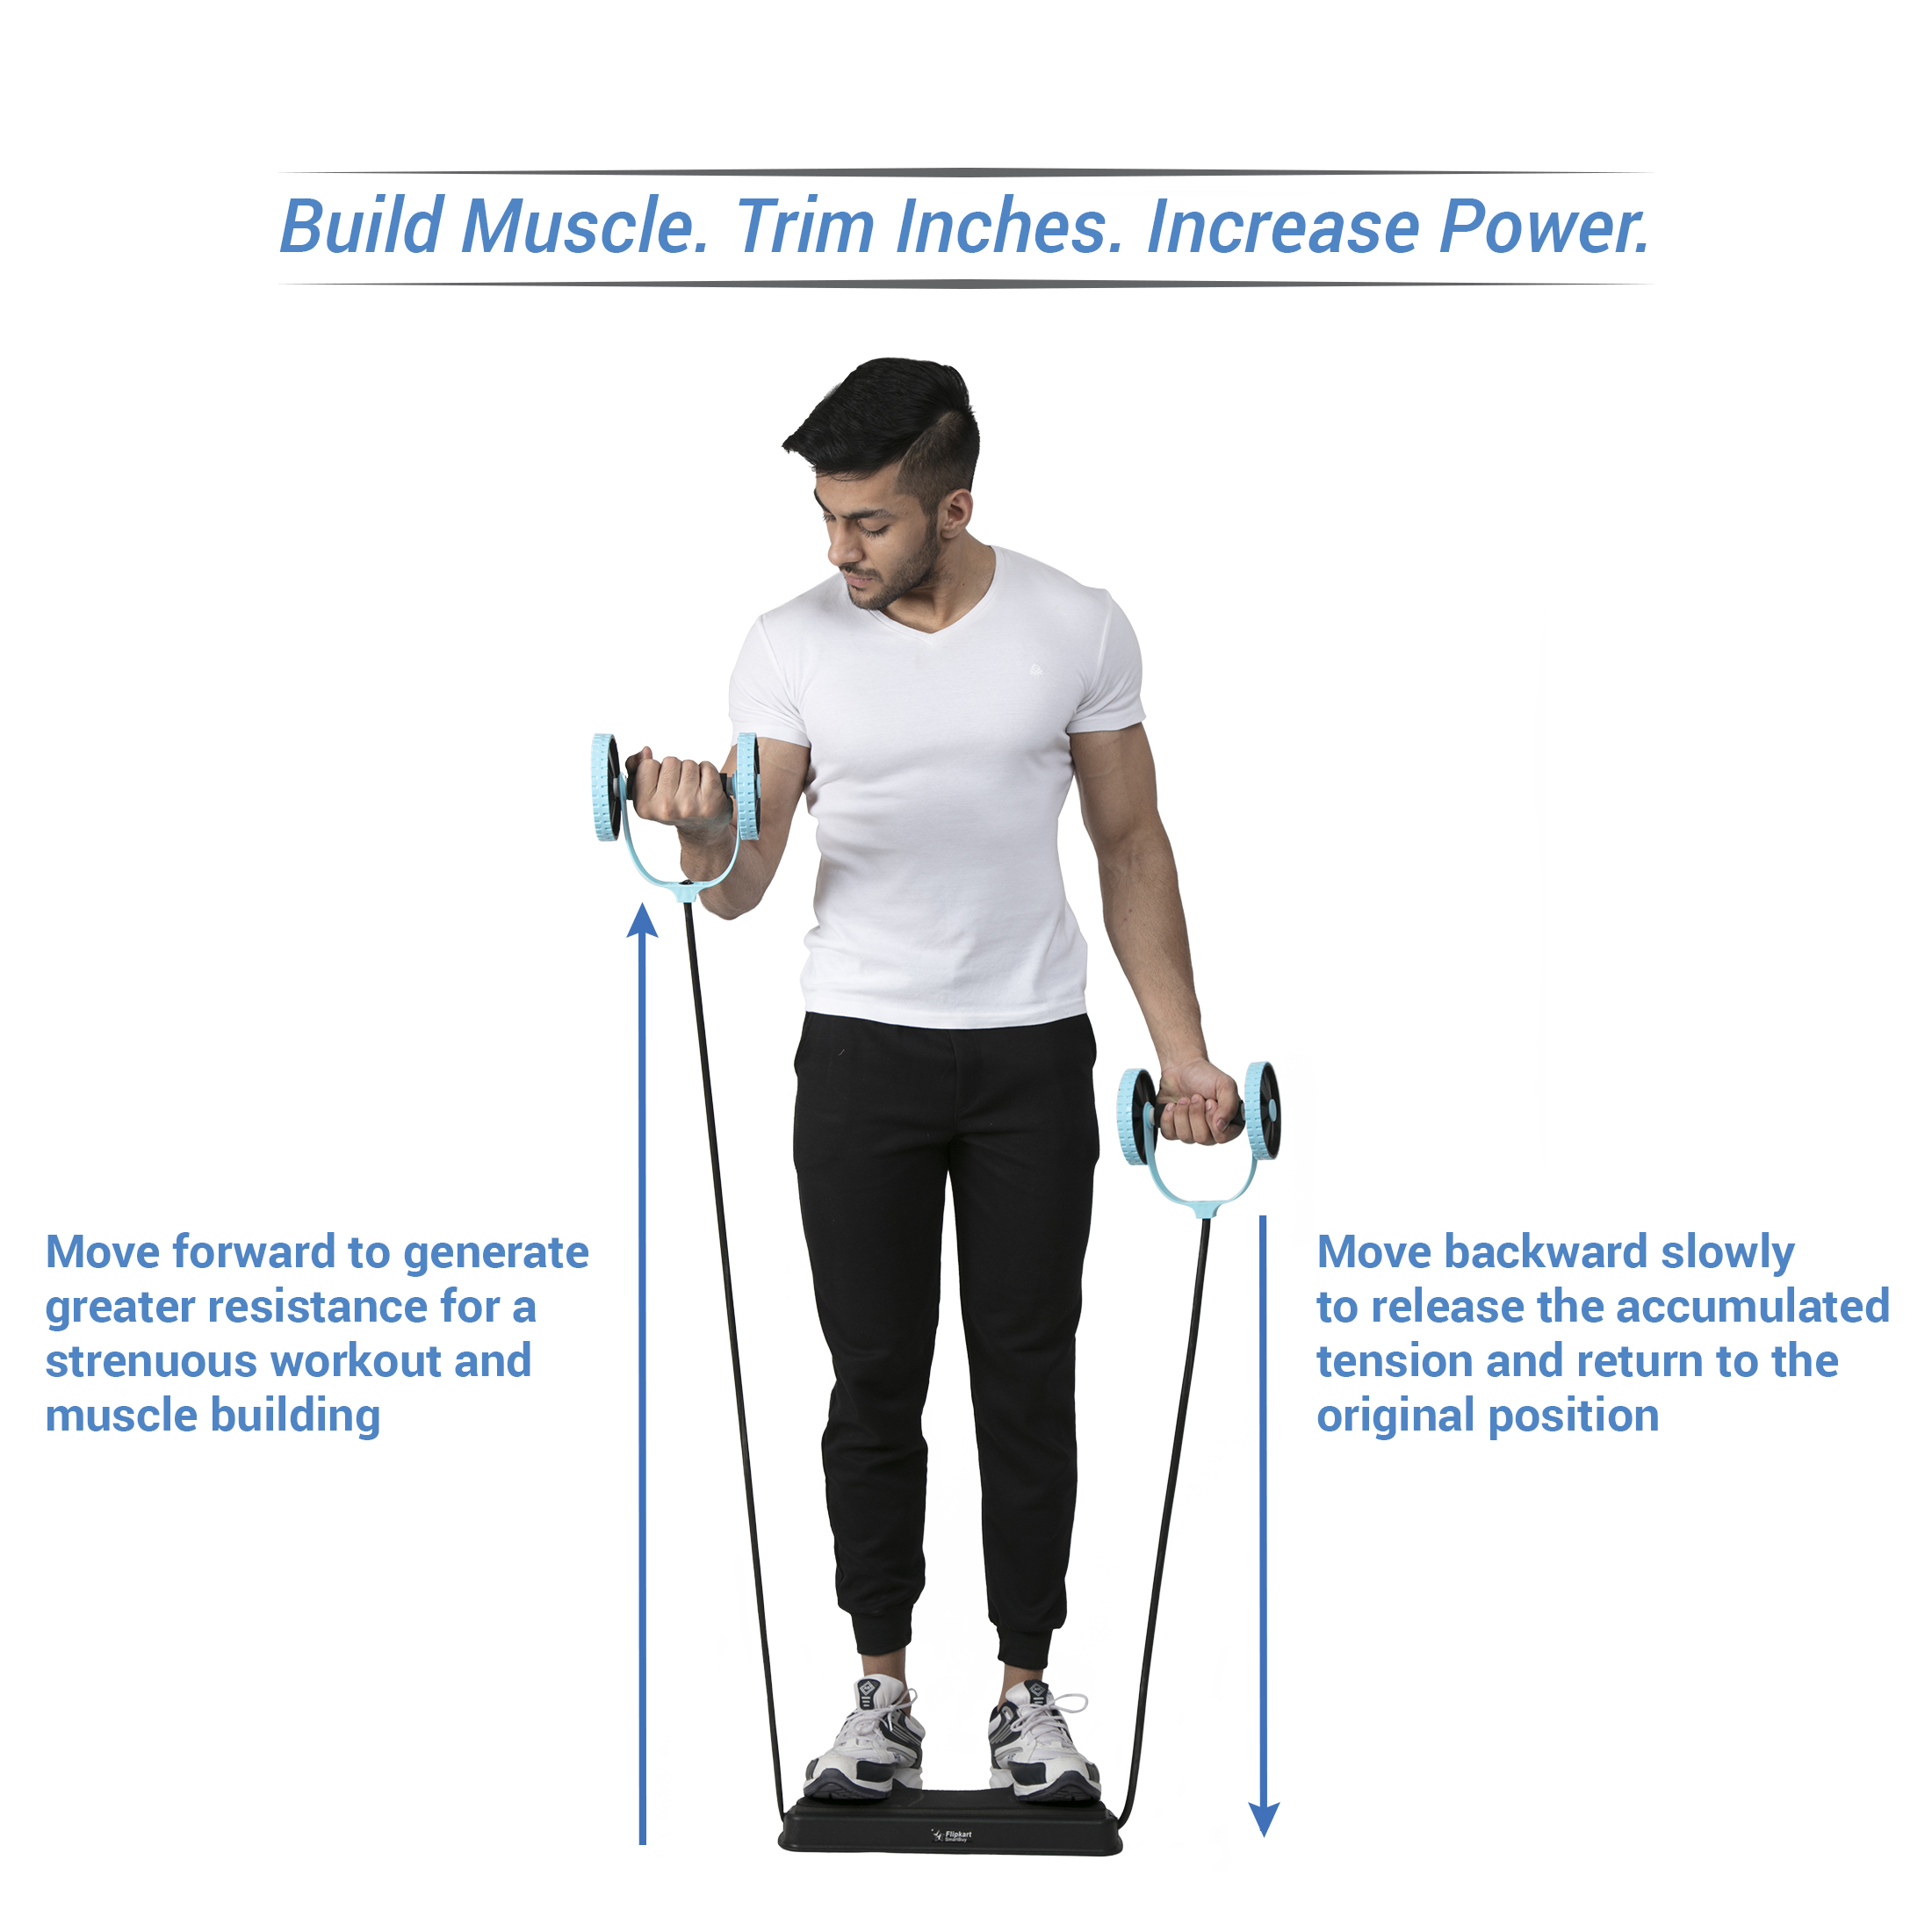 Build Muscle. Trim Inches. Increase Power.
Move forward to generate
greater resistance for a
strenuous workout and
muscle building
Move backward slowly
to release the accumulated
tension and return to the
original position
Flipkart
SmartBuy